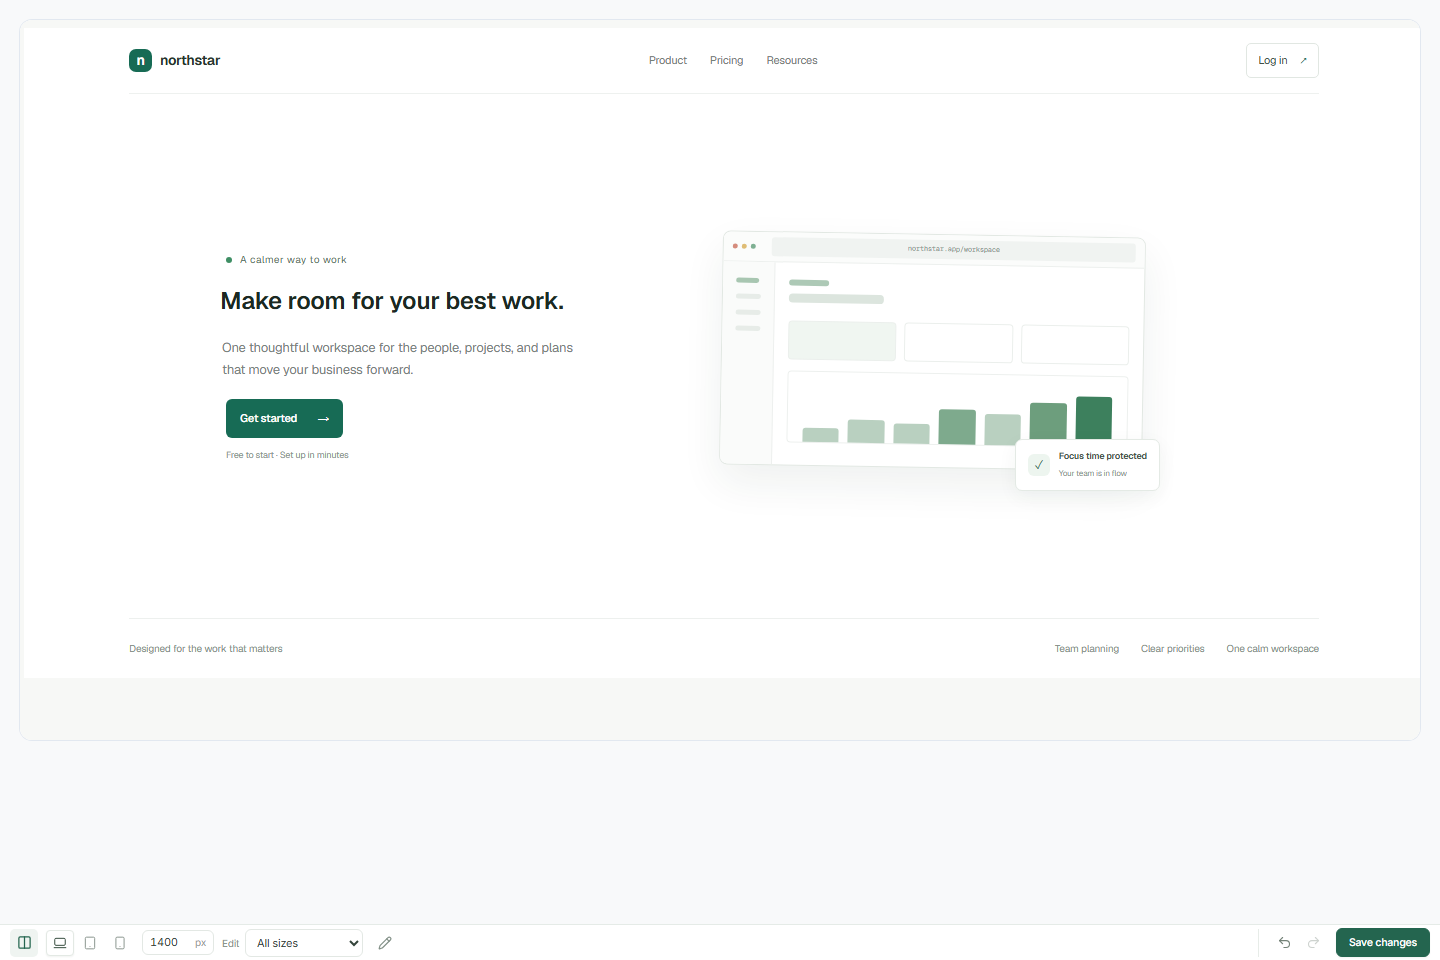 n northstar
Product Pricing Resources
Log in ↗
northstar.app/workspace
A calmer way to work
Make room for your best work.
One thoughtful workspace for the people, projects, and plans
that move your business forward.
Get started →
Free to start · Set up in minutes
✓ Focus time protected
Your team is in flow
Designed for the work that matters
Team planning Clear priorities One calm workspace
1400 px Edit All sizes
Save changes